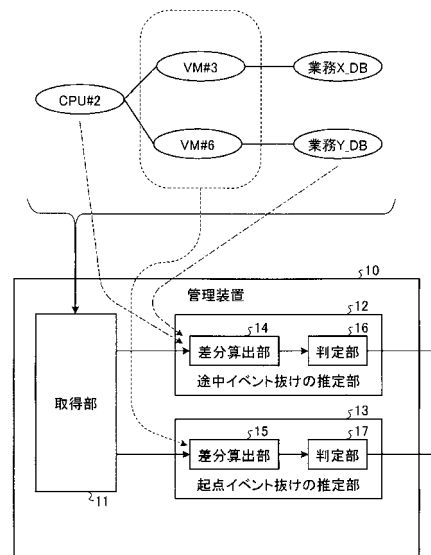 VM#3
業務X_DB
CPU#2
VM#6
業務Y_DB
10
管理装置
12
14
16
差分算出部
判定部
途中イベント抜けの推定部
取得部
11
13
15
17
差分算出部
判定部
起点イベント抜けの推定部